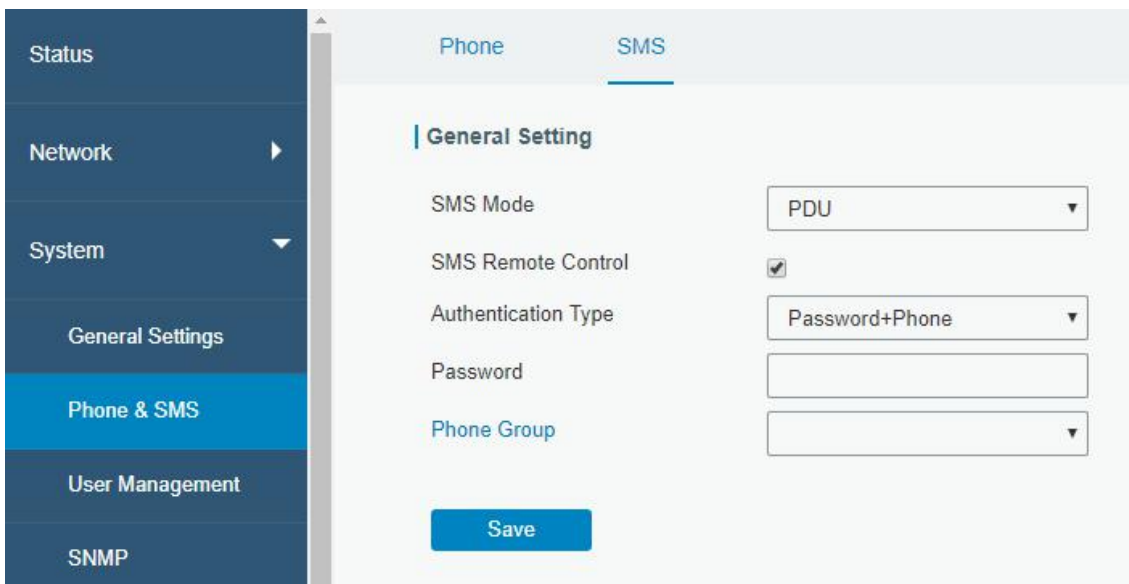 Status
Network
System
General Settings
Phone & SMS
User Management
SNMP
Phone SMS
General Setting
SMS Mode PDU
SMS Remote Control
Authentication Type Password+Phone
Password
Phone Group
Save